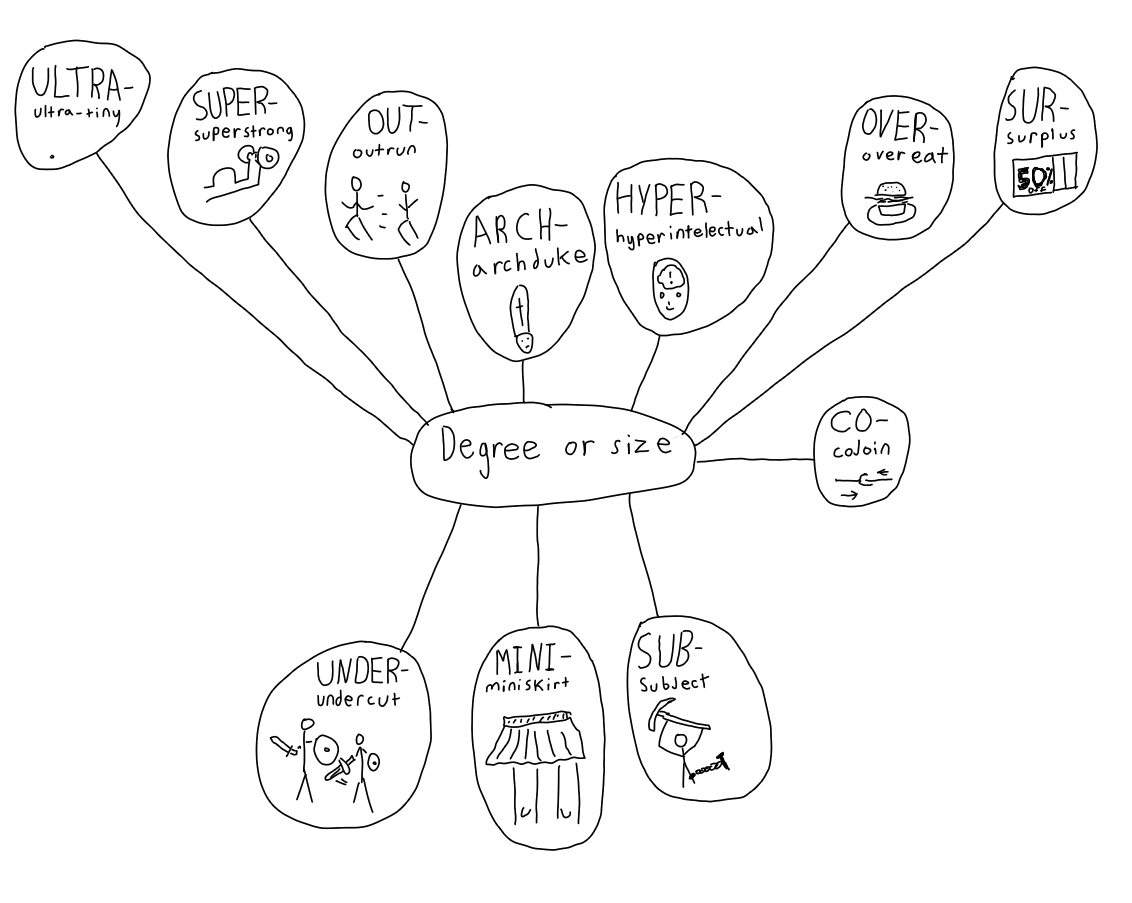 ULTRA-
ultra-tiny
SUPER-
superstrong
OUT-
outrun
ARCH-
archduke
HYPER-
hyperintelectual
OVER-
overeat
SUR-
surplus
50%
OFF
Degree or size
CO-
cojoin
UNDER-
undercut
MINI-
miniskirt
SUB-
Subject